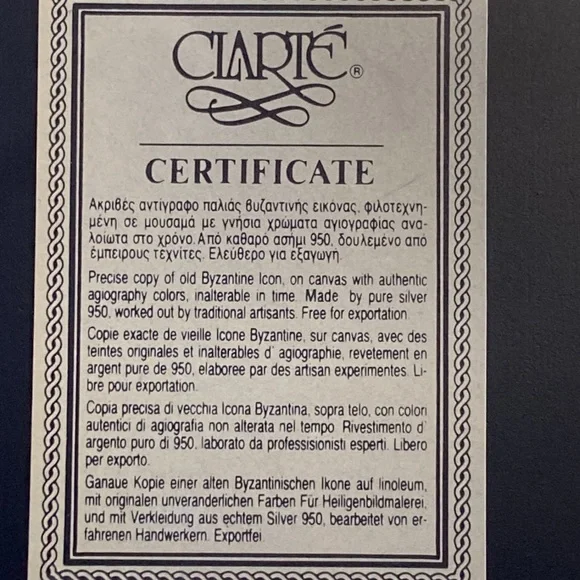 CLARTÉ ®
CERTIFICATE
Ακριβές αντίγραφο παλιάς βυζαντινής εικόνας, φιλοτεχνη-
μένη σε μουσαμά με γνήσια χρώματα αγιογραφίας ανα-
λοίωτα στο χρόνο. Από καθαρό ασήμι 950, δουλεμένο από
έμπειρους τεχνίτες. Ελεύθερο για εξαγωγη.
Precise copy of old Byzantine Icon, on canvas with authentic
agiography colors, inalterable in time. Made by pure silver
950, worked out by traditional artisants. Free for exportation.
Copie exacte de vieille Icone Byzantine, sur canvas, avec des
teintes originales et inalterables d' agiographie, revetement en
argent pure de 950, elaboree par des artisan experimentes. Li-
bre pour exportation.
Copia precisa di vecchia Icona Byzantina, sopra telo, con colori
autentici di agiografia non alterata nel tempo. Rivestimento d'
argento puro di 950, laborato da professionisti esperti. Libero
per exporto.
Ganaue Kopie einer alten Byzantinischen Ikone auf linoleum,
mit originalen unveranderlichen Farben Für Heiligenbildmalerei,
und mit Verkleidung aus echtem Silver 950, bearbeitet von er-
fahrenen Handwerkern. Exportfei.